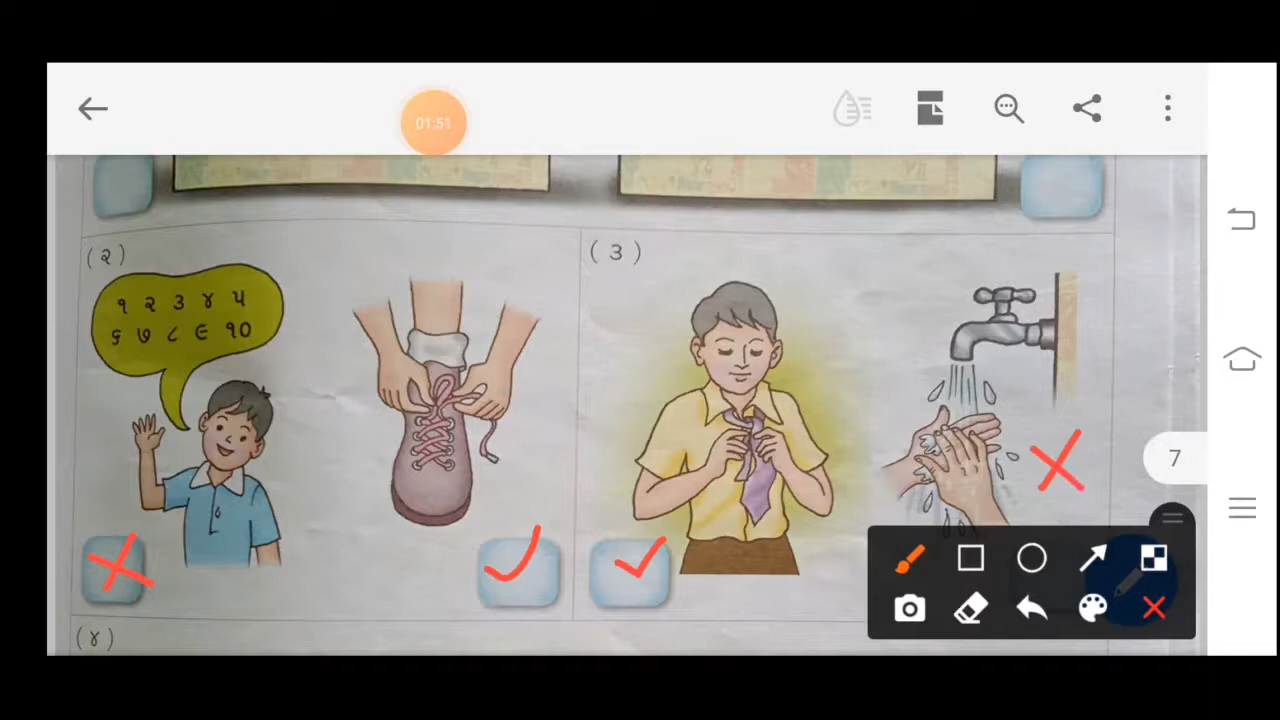 01:51
(૨)
(૩)
૧ ૨ ૩ ૪ ૫
૬ ૭ ૮ ૯ ૧૦
7
(૪)